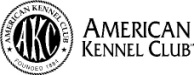 AMERICAN KENNEL CLUB
AKC
FOUNDED 1884
AMERICAN
KENNEL CLUB